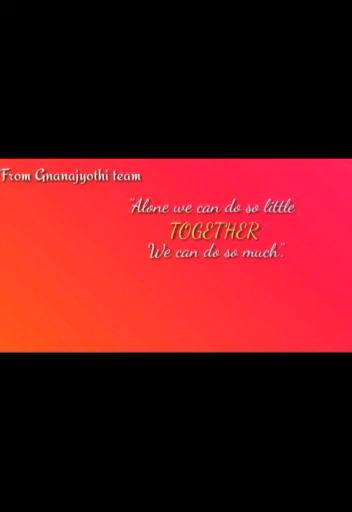 From Gnanajyothi team
"Alone we can do so little
TOGETHER
We can do so much".